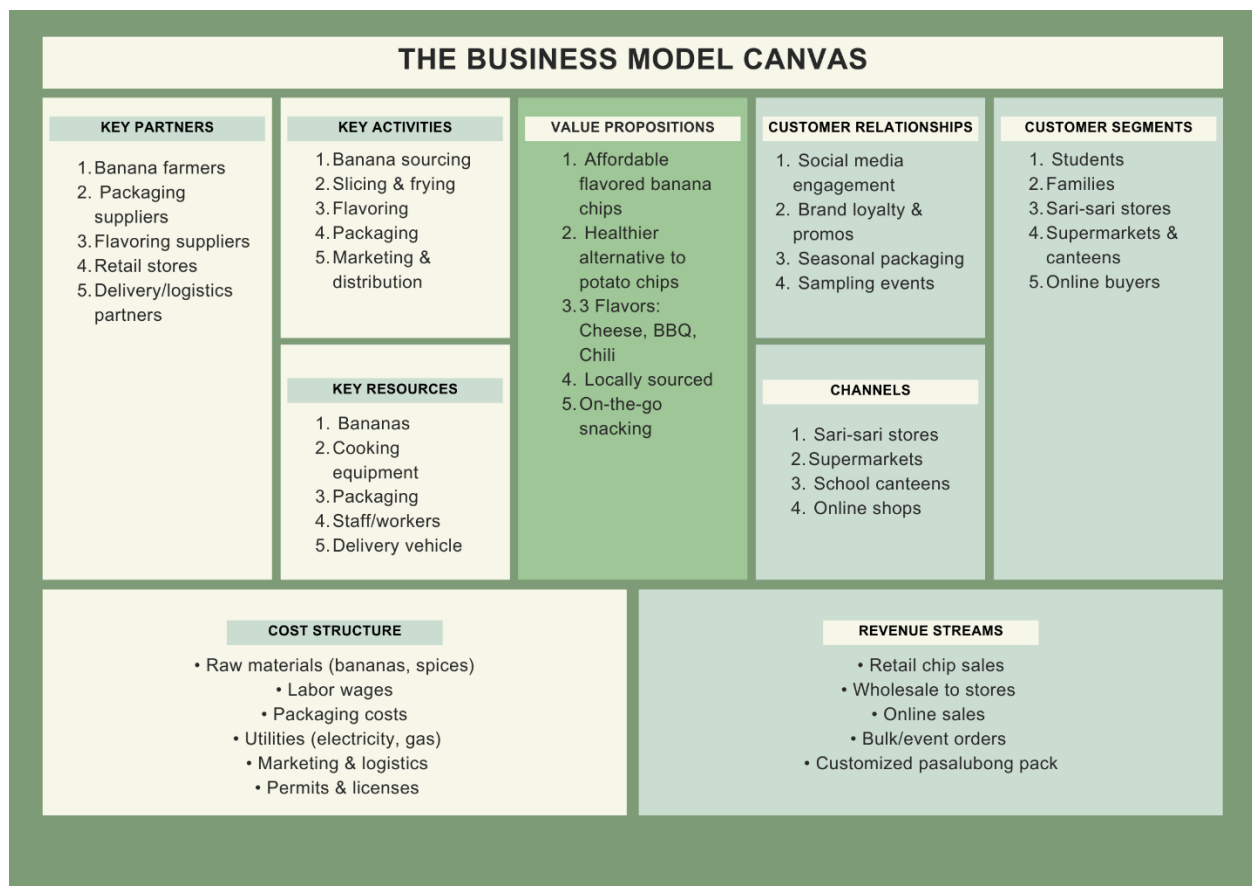 THE BUSINESS MODEL CANVAS
KEY PARTNERS
1. Banana farmers
2. Packaging
suppliers
3. Flavoring suppliers
4. Retail stores
5. Delivery/logistics
partners
KEY ACTIVITIES
1. Banana sourcing
2. Slicing & frying
3. Flavoring
4. Packaging
5. Marketing &
distribution
KEY RESOURCES
1. Bananas
2. Cooking
equipment
3. Packaging
4. Staff/workers
5. Delivery vehicle
VALUE PROPOSITIONS
1. Affordable
flavored banana
chips
2. Healthier
alternative to
potato chips
3. 3 Flavors:
Cheese, BBQ,
Chili
4. Locally sourced
5. On-the-go
snacking
CUSTOMER RELATIONSHIPS
1. Social media
engagement
2. Brand loyalty &
promos
3. Seasonal packaging
4. Sampling events
CHANNELS
1. Sari-sari stores
2. Supermarkets
3. School canteens
4. Online shops
CUSTOMER SEGMENTS
1. Students
2. Families
3. Sari-sari stores
4. Supermarkets &
canteens
5. Online buyers
COST STRUCTURE
• Raw materials (bananas, spices)
• Labor wages
• Packaging costs
• Utilities (electricity, gas)
• Marketing & logistics
• Permits & licenses
REVENUE STREAMS
• Retail chip sales
• Wholesale to stores
• Online sales
• Bulk/event orders
• Customized pasalubong pack